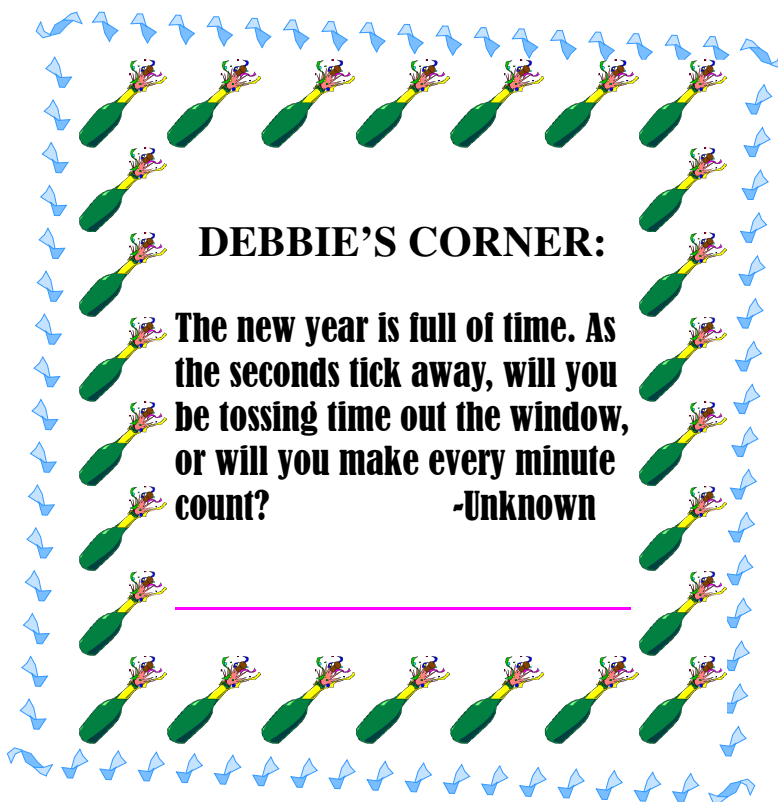 DEBBIE’S CORNER:
The new year is full of time. As
the seconds tick away, will you
be tossing time out the window,
or will you make every minute
count? -Unknown